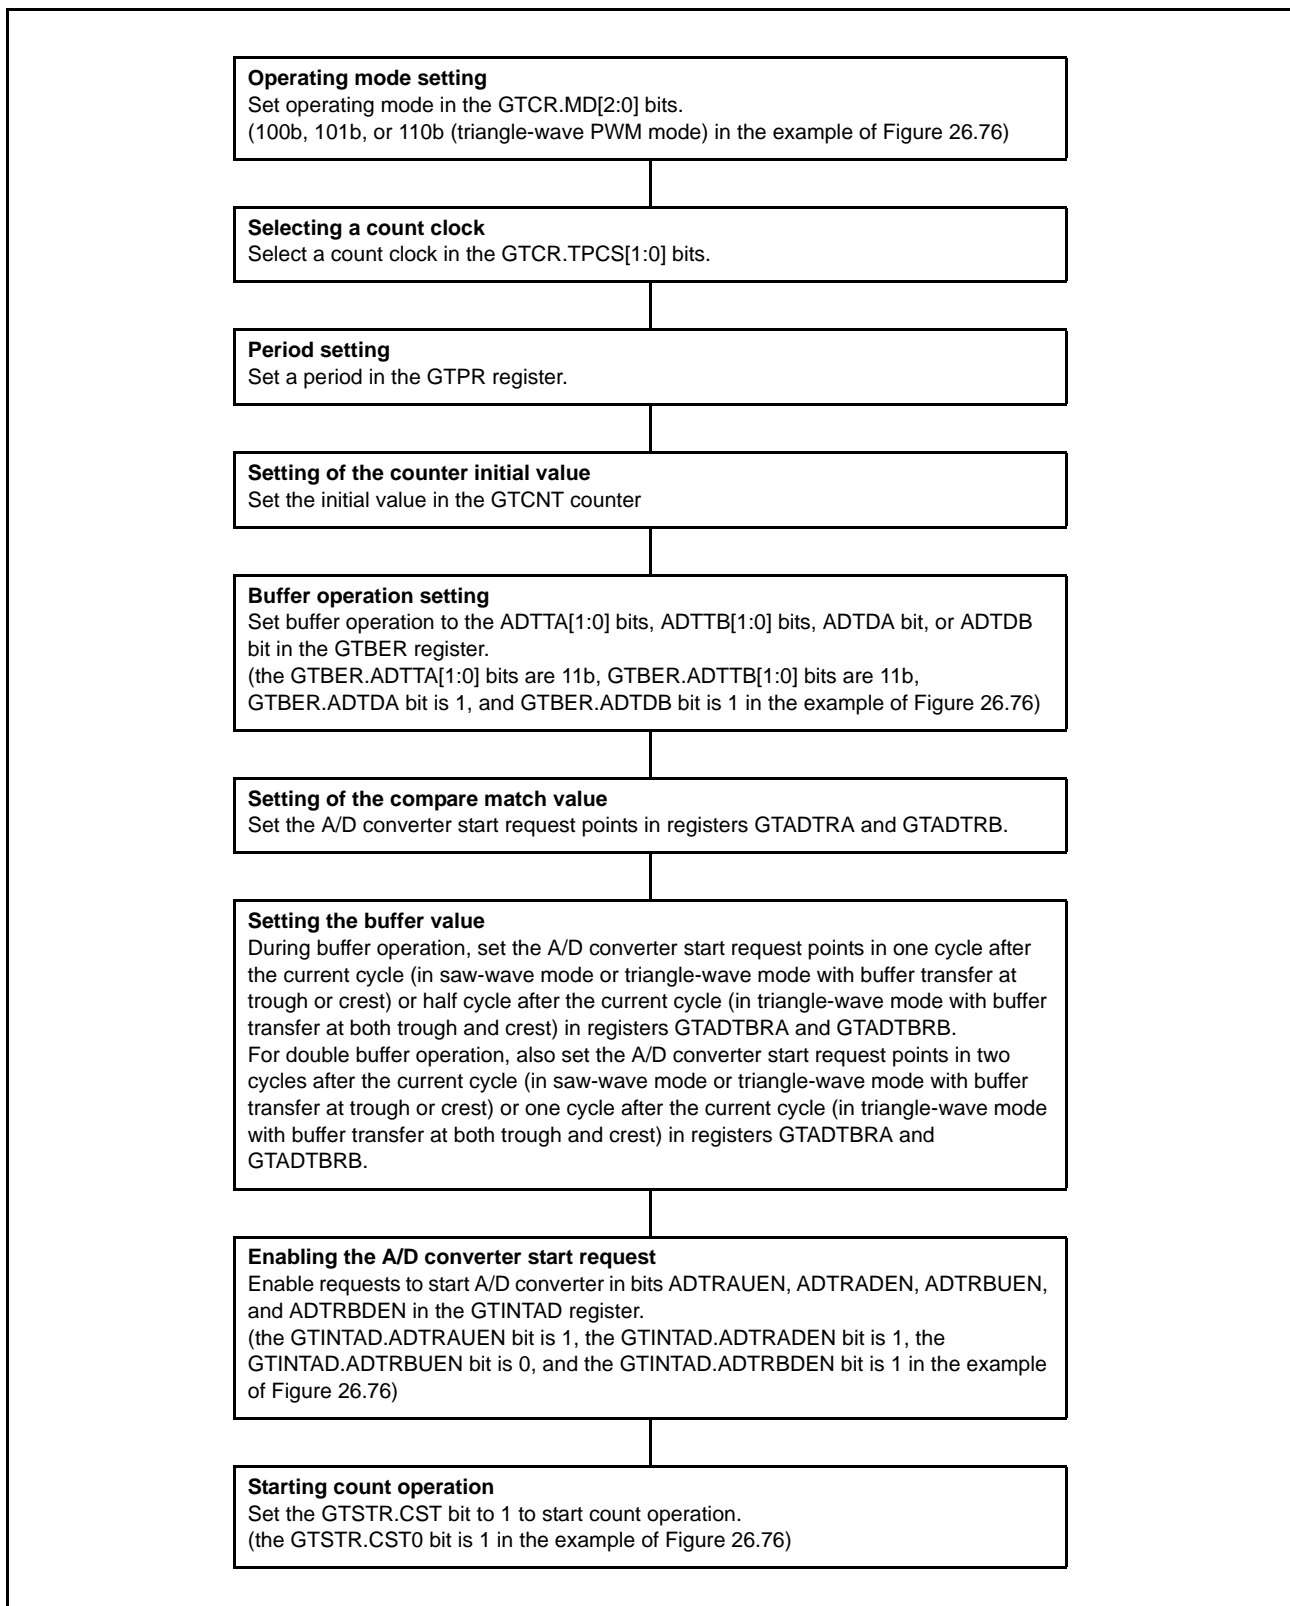 Operating mode setting
Set operating mode in the GTCR.MD[2:0] bits.
(100b, 101b, or 110b (triangle-wave PWM mode) in the example of Figure 26.76)
Selecting a count clock
Select a count clock in the GTCR.TPCS[1:0] bits.
Period setting
Set a period in the GTPR register.
Setting of the counter initial value
Set the initial value in the GTCNT counter
Buffer operation setting
Set buffer operation to the ADTTA[1:0] bits, ADTTB[1:0] bits, ADTDA bit, or ADTDB
bit in the GTBER register.
(the GTBER.ADTTA[1:0] bits are 11b, GTBER.ADTTB[1:0] bits are 11b,
GTBER.ADTDA bit is 1, and GTBER.ADTDB bit is 1 in the example of Figure 26.76)
Setting of the compare match value
Set the A/D converter start request points in registers GTADTRA and GTADTRB.
Setting the buffer value
During buffer operation, set the A/D converter start request points in one cycle after
the current cycle (in saw-wave mode or triangle-wave mode with buffer transfer at
trough or crest) or half cycle after the current cycle (in triangle-wave mode with buffer
transfer at both trough and crest) in registers GTADTBRA and GTADTBRB.
For double buffer operation, also set the A/D converter start request points in two
cycles after the current cycle (in saw-wave mode or triangle-wave mode with buffer
transfer at trough or crest) or one cycle after the current cycle (in triangle-wave mode
with buffer transfer at both trough and crest) in registers GTADTBRA and
GTADTBRB.
Enabling the A/D converter start request
Enable requests to start A/D converter in bits ADTRAUEN, ADTRADEN, ADTRBUEN,
and ADTRBDEN in the GTINTAD register.
(the GTINTAD.ADTRAUEN bit is 1, the GTINTAD.ADTRADEN bit is 1, the
GTINTAD.ADTRBUEN bit is 0, and the GTINTAD.ADTRBDEN bit is 1 in the example
of Figure 26.76)
Starting count operation
Set the GTSTR.CST bit to 1 to start count operation.
(the GTSTR.CST0 bit is 1 in the example of Figure 26.76)